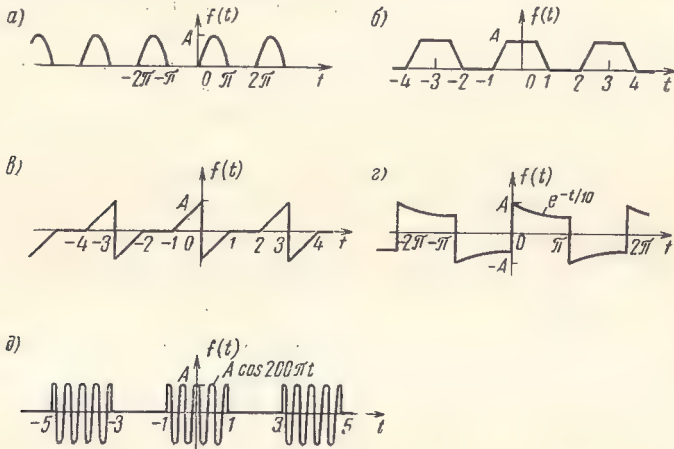 а) f(t) A -2π -π 0 π 2π t
б) f(t) A -4 -3 -2 -1 0 1 2 3 4 t
в) f(t) A -4 -3 -2 -1 0 1 2 3 4 t
г) f(t) A e^{-t/10} -2π -π 0 π 2π -A t
д) f(t) A A cos 200πt -5 -3 -1 1 3 5 t